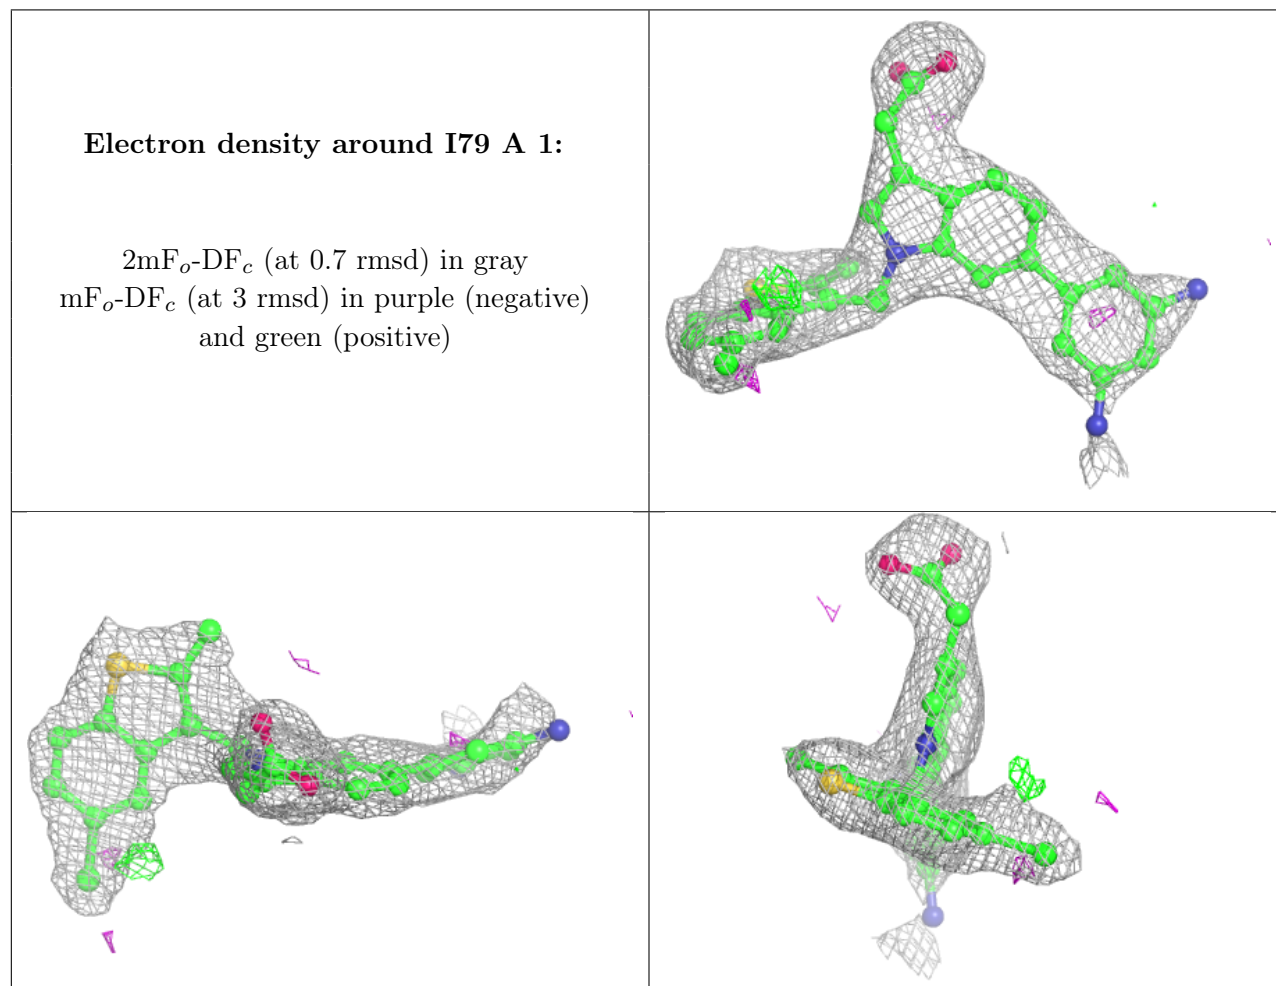 Electron density around I79 A 1:
2mFo-DFc (at 0.7 rmsd) in gray
mFo-DFc (at 3 rmsd) in purple (negative)
and green (positive)